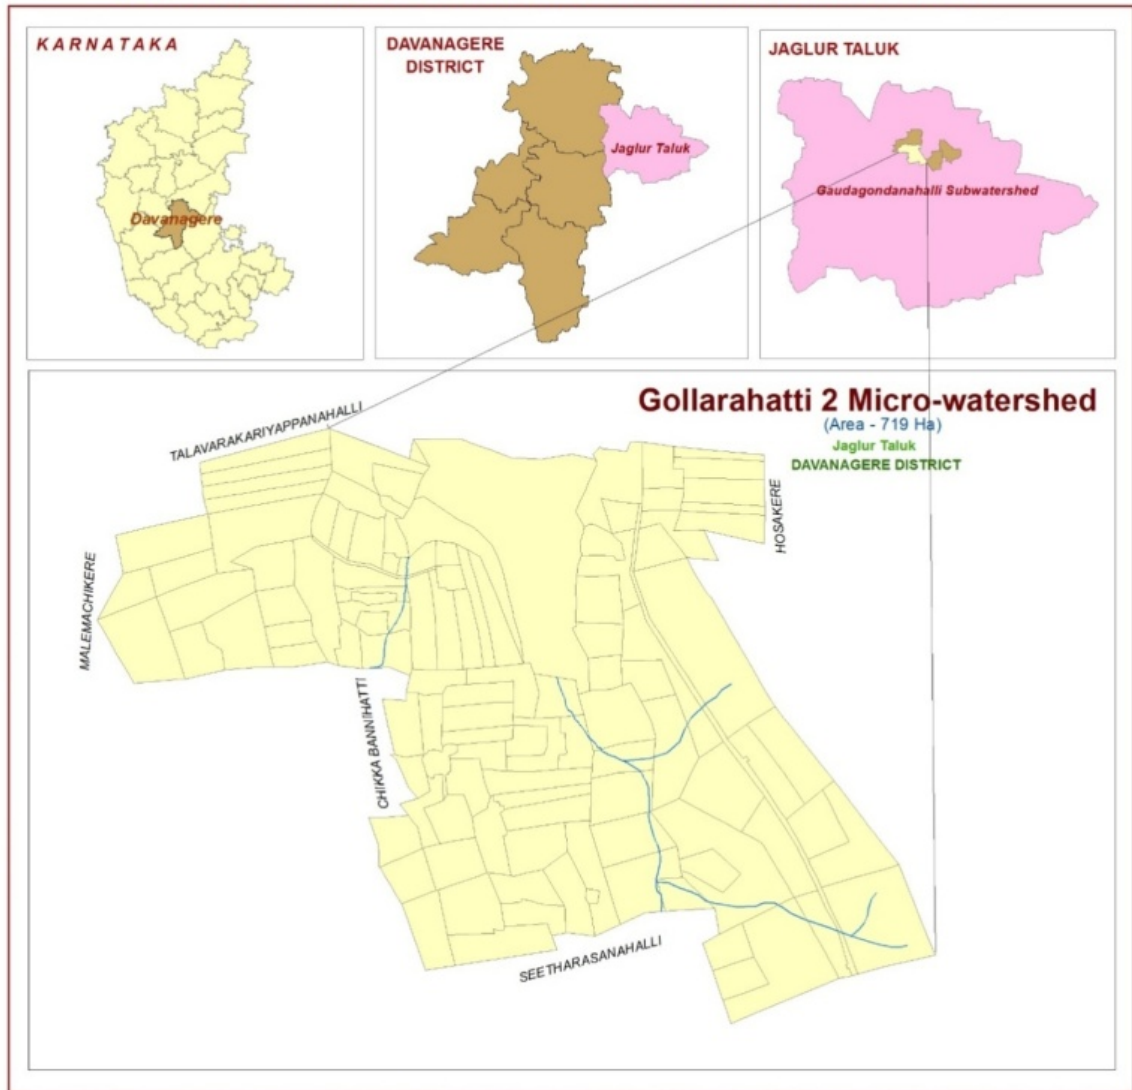 KARNATAKA
Davanagere
DAVANAGERE
DISTRICT
Jaglur Taluk
JAGLUR TALUK
Gaudagondanahalli Subwatershed
Gollarahatti 2 Micro-watershed
(Area - 719 Ha)
Jaglur Taluk
DAVANAGERE DISTRICT
TALAVARAKARIYAPPANAHALLI
HOSAKERE
MALEMACHIKERE
CHIKKA BANNIHATTI
SEETHARASANAHALLI